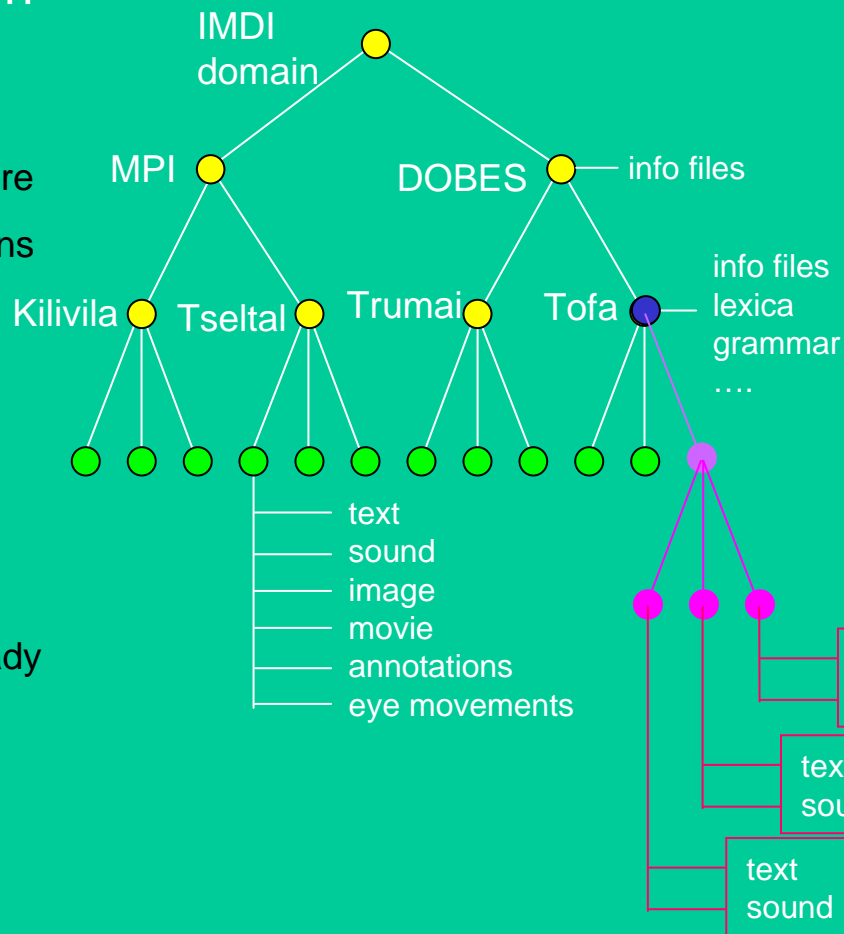 IMDI
domain
MPI
DOBES
info files
Kilivila
Tseltal
Trumai
Tofa
info files
lexica
grammar
….
text
sound
image
movie
annotations
eye movements
text
sound